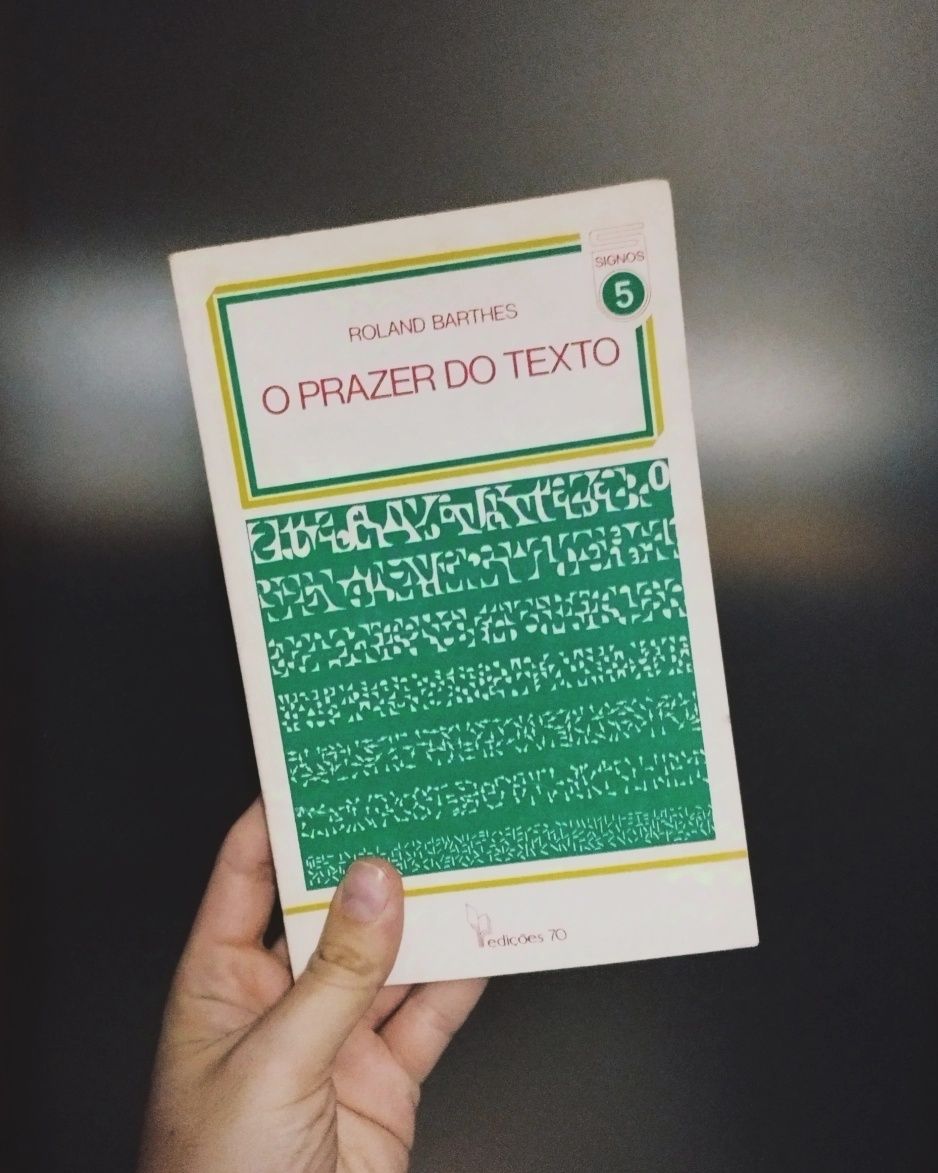 SIGNOS
5
ROLAND BARTHES
O PRAZER DO TEXTO
edições 70